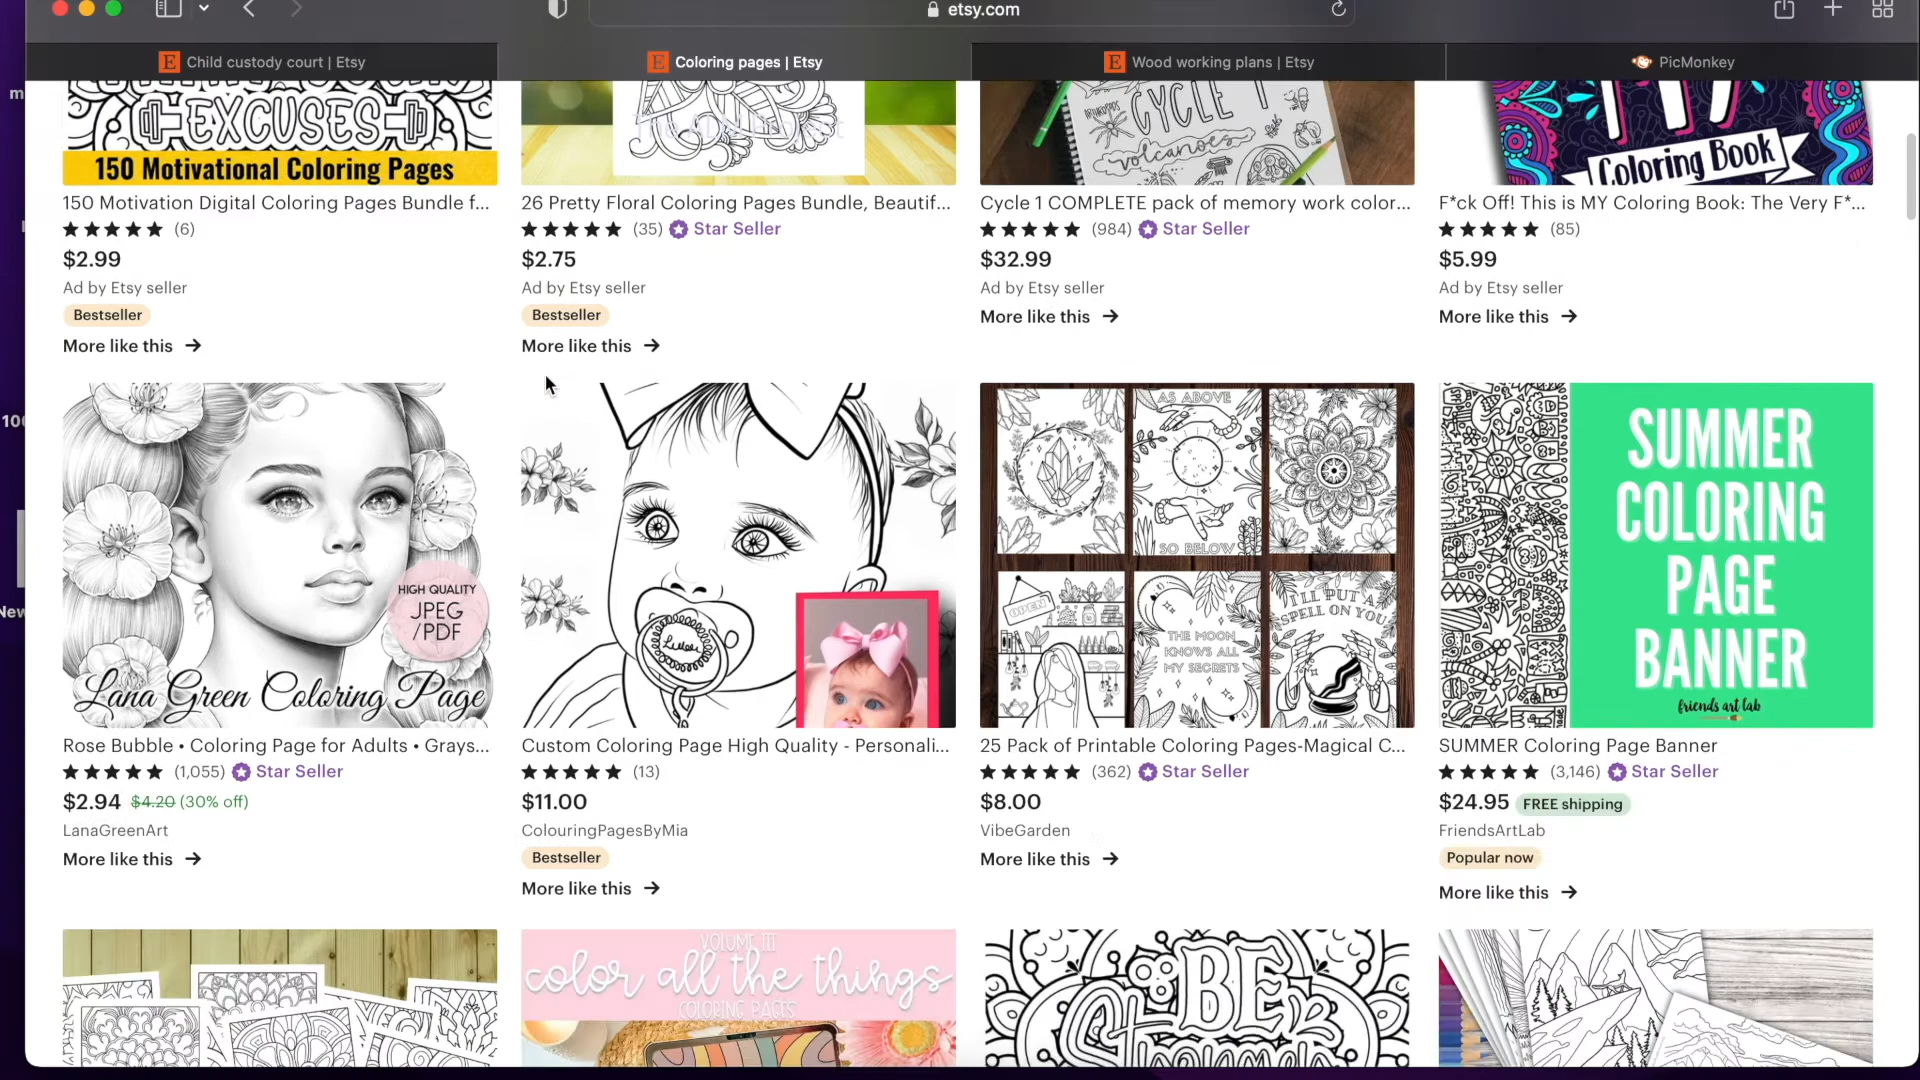 etsy.com
Child custody court | Etsy
Coloring pages | Etsy
Wood working plans | Etsy
PicMonkey
EXCUSES
150 Motivational Coloring Pages
CYCLE 1
volcanoes
Coloring Book
150 Motivation Digital Coloring Pages Bundle f...
(6)
$2.99
Ad by Etsy seller
Bestseller
More like this →
26 Pretty Floral Coloring Pages Bundle, Beautif...
(35) Star Seller
$2.75
Ad by Etsy seller
Bestseller
More like this →
Cycle 1 COMPLETE pack of memory work color...
(984) Star Seller
$32.99
Ad by Etsy seller
More like this →
F*ck Off! This is MY Coloring Book: The Very F*...
(85)
$5.99
Ad by Etsy seller
More like this →
HIGH QUALITY
JPEG
/PDF
Lana Green Coloring Page
AS ABOVE
SO BELOW
OPEN
THE MOON
KNOWS ALL
MY SECRETS
I'LL PUT A
SPELL ON YOU
SUMMER
COLORING
PAGE
BANNER
friends art lab
Rose Bubble • Coloring Page for Adults • Grays...
(1,055) Star Seller
$2.94 $4.20 (30% off)
LanaGreenArt
More like this →
Custom Coloring Page High Quality - Personali...
(13)
$11.00
ColouringPagesByMia
Bestseller
More like this →
25 Pack of Printable Coloring Pages-Magical C...
(362) Star Seller
$8.00
VibeGarden
More like this →
SUMMER Coloring Page Banner
(3,146) Star Seller
$24.95 FREE shipping
FriendsArtLab
Popular now
More like this →
VOLUME III
color all the things
COLORING PAGES
BE
Stronger